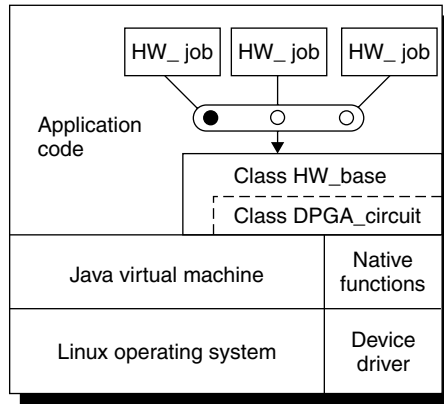 HW_ job
HW_ job
HW_ job
Application
code
Class HW_base
Class DPGA_circuit
Java virtual machine
Native
functions
Linux operating system
Device
driver